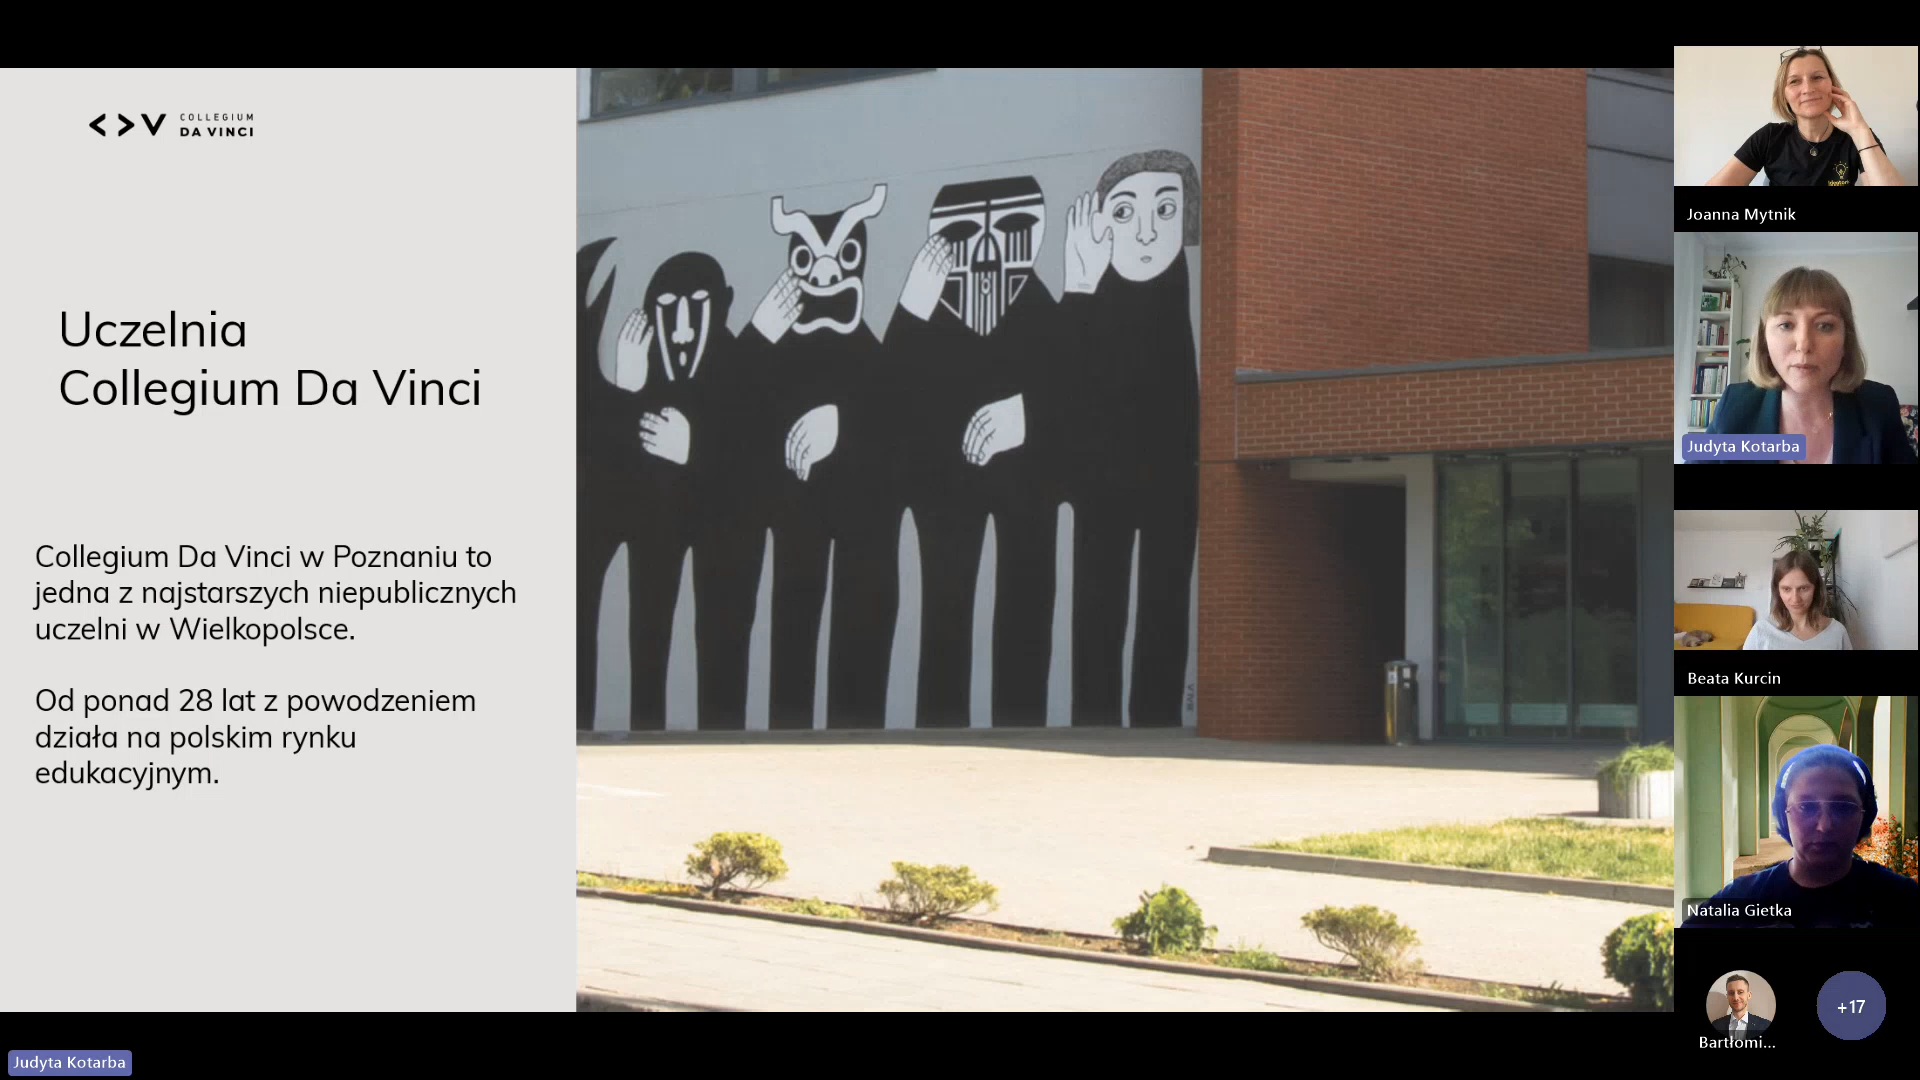 COLLEGIUM
DA VINCI
Uczelnia
Collegium Da Vinci
Collegium Da Vinci w Poznaniu to
jedna z najstarszych niepublicznych
uczelni w Wielkopolsce.
Od ponad 28 lat z powodzeniem
działa na polskim rynku
edukacyjnym.
Joanna Mytnik
Judyta Kotarba
Beata Kurcin
Natalia Gietka
Bartłomi...
+17
Judyta Kotarba